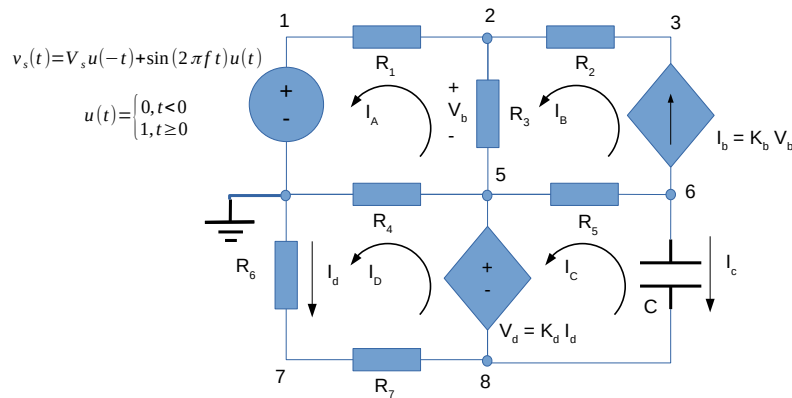 1
2
3
v_s(t)=V_s u(−t)+sin(2πft)u(t)
R_1
R_2
+
-
+
V_b
-
I_A
R_3
I_B
u(t)={0,t<0
1,t≥0
I_b = K_b V_b
5
6
R_4
R_5
R_6
I_d
I_D
+
-
I_C
I_c
C
V_d = K_d I_d
7
R_7
8